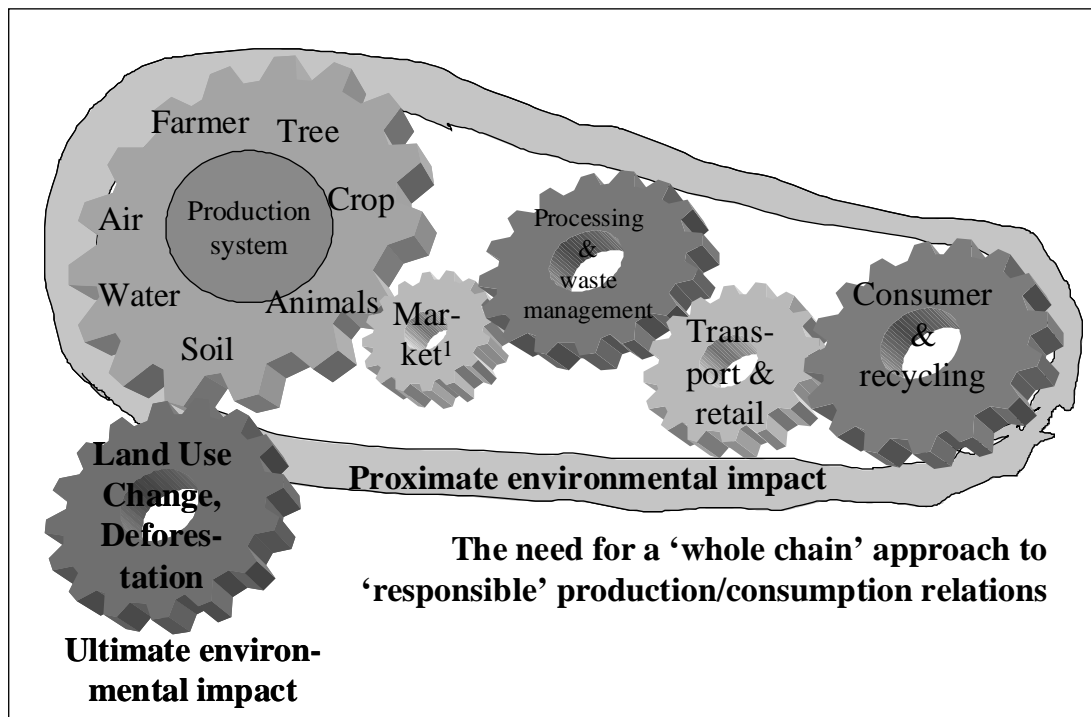 Farmer
Tree
Air
Production
system
Crop
Water
Animals
Soil
Mar-
ket¹
Processing
&
waste
management
Trans-
port &
retail
Consumer
&
recycling
Land Use
Change,
Defores-
tation
Proximate environmental impact
The need for a ‘whole chain’ approach to
‘responsible’ production/consumption relations
Ultimate environ-
mental impact